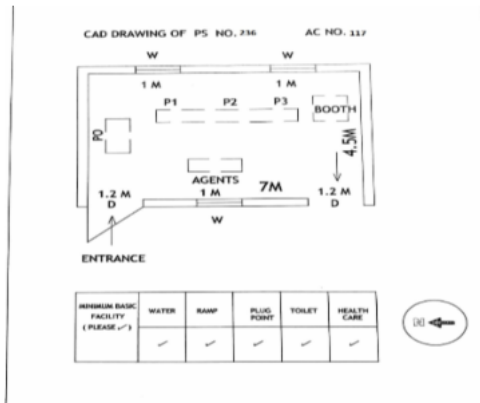 CAD DRAWING OF PS NO. 236 AC NO. 117
W W
1 M 1 M
P1 P2 P3
BOOTH
PO
4.5M
AGENTS
1.2 M 1 M 7M 1.2 M
D D
W
ENTRANCE
MINIMUM BASIC FACILITY ( PLEASE ✓ ) WATER RAMP PLUG POINT TOILET HEALTH CARE
✓ ✓ ✓ ✓ ✓